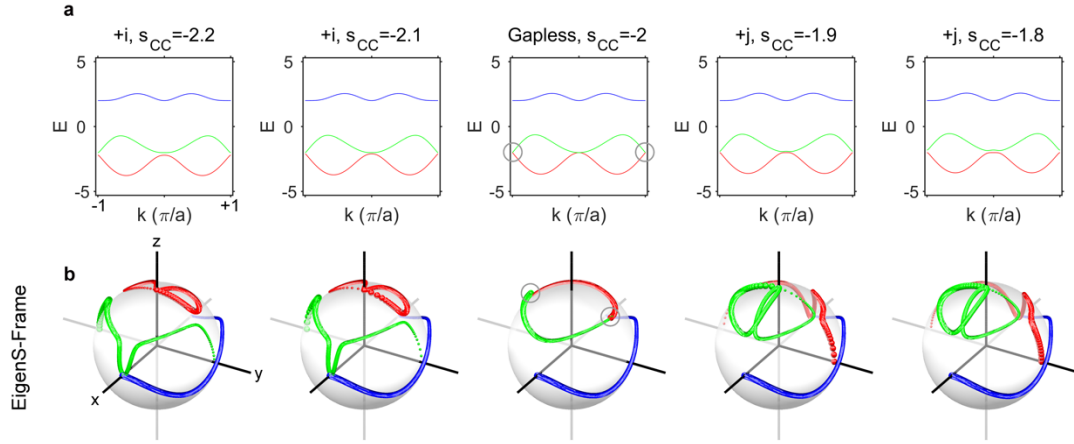 a
+i, s_CC=-2.2
+i, s_CC=-2.1
Gapless, s_CC=-2
+j, s_CC=-1.9
+j, s_CC=-1.8
5
0
-5
E
-1
+1
k (π/a)
5
0
-5
E
k (π/a)
5
0
-5
E
k (π/a)
5
0
-5
E
k (π/a)
5
0
-5
E
k (π/a)
b
EigenS-Frame
z
y
x